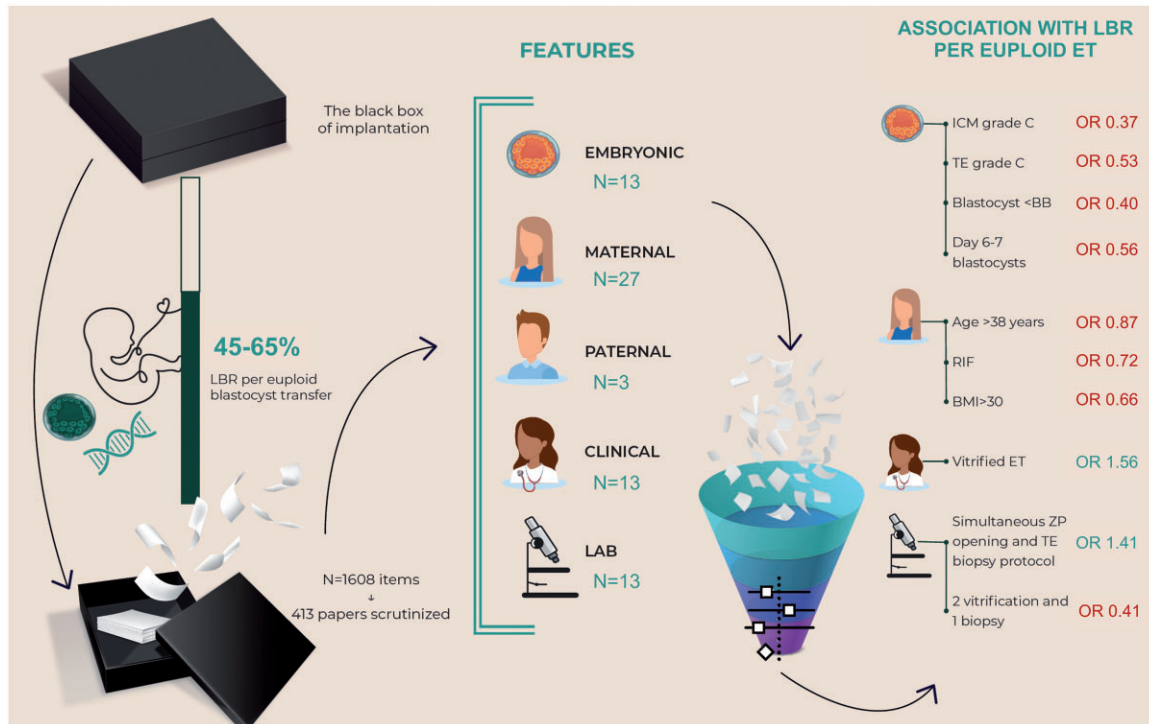 The black box
of implantation
45-65%
LBR per euploid
blastocyst transfer
N=1608 items
↓
413 papers scrutinized
FEATURES
EMBRYONIC
N=13
MATERNAL
N=27
PATERNAL
N=3
CLINICAL
N=13
LAB
N=13
ASSOCIATION WITH LBR
PER EUPLOID ET
ICM grade C OR 0.37
TE grade C OR 0.53
Blastocyst <BB OR 0.40
Day 6-7
blastocysts OR 0.56
Age >38 years OR 0.87
RIF OR 0.72
BMI>30 OR 0.66
Vitrified ET OR 1.56
Simultaneous ZP
opening and TE OR 1.41
biopsy protocol
2 vitrification and
1 biopsy OR 0.41